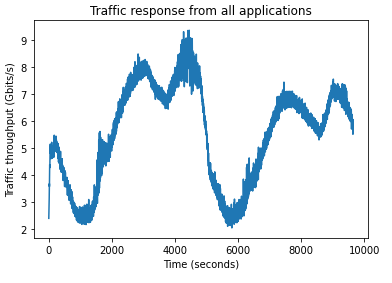 Traffic response from all applications
Traffic throughput (Gbits/s)
9
8
7
6
5
4
3
2
0 2000 4000 6000 8000 10000
Time (seconds)